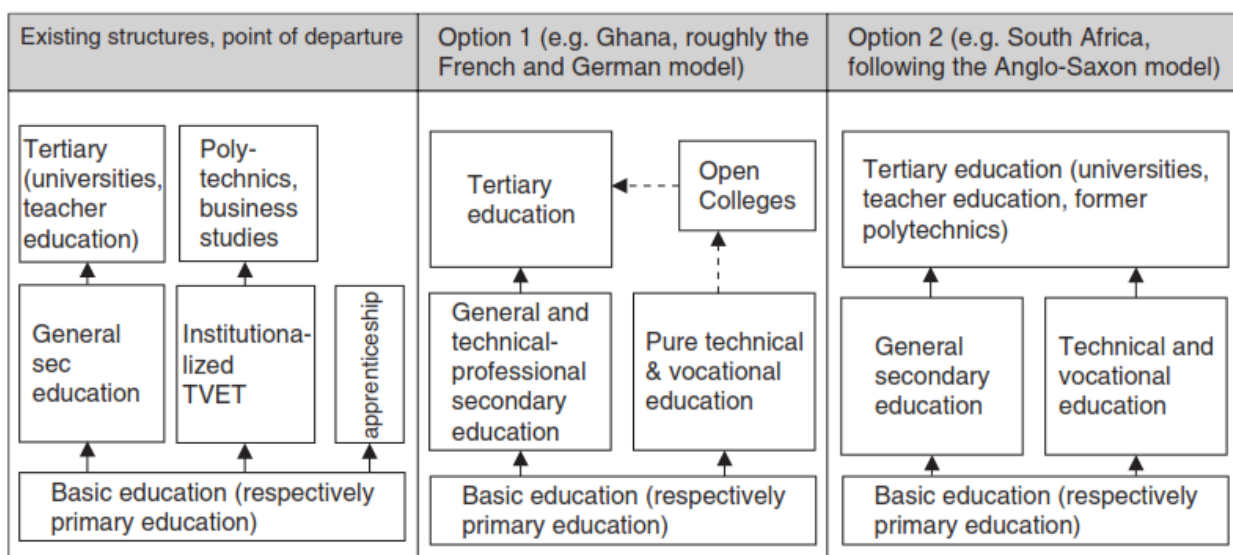 Existing structures, point of departure
Option 1 (e.g. Ghana, roughly the
French and German model)
Option 2 (e.g. South Africa,
following the Anglo-Saxon model)
Tertiary
(universities,
teacher
education)
Poly-
technics,
business
studies
General
sec
education
Institutiona-
lized
TVET
apprenticeship
Basic education (respectively
primary education)
Tertiary
education
Open
Colleges
General and
technical-
professional
secondary
education
Pure technical
& vocational
education
Basic education (respectively
primary education)
Tertiary education (universities,
teacher education, former
polytechnics)
General
secondary
education
Technical and
vocational
education
Basic education (respectively
primary education)